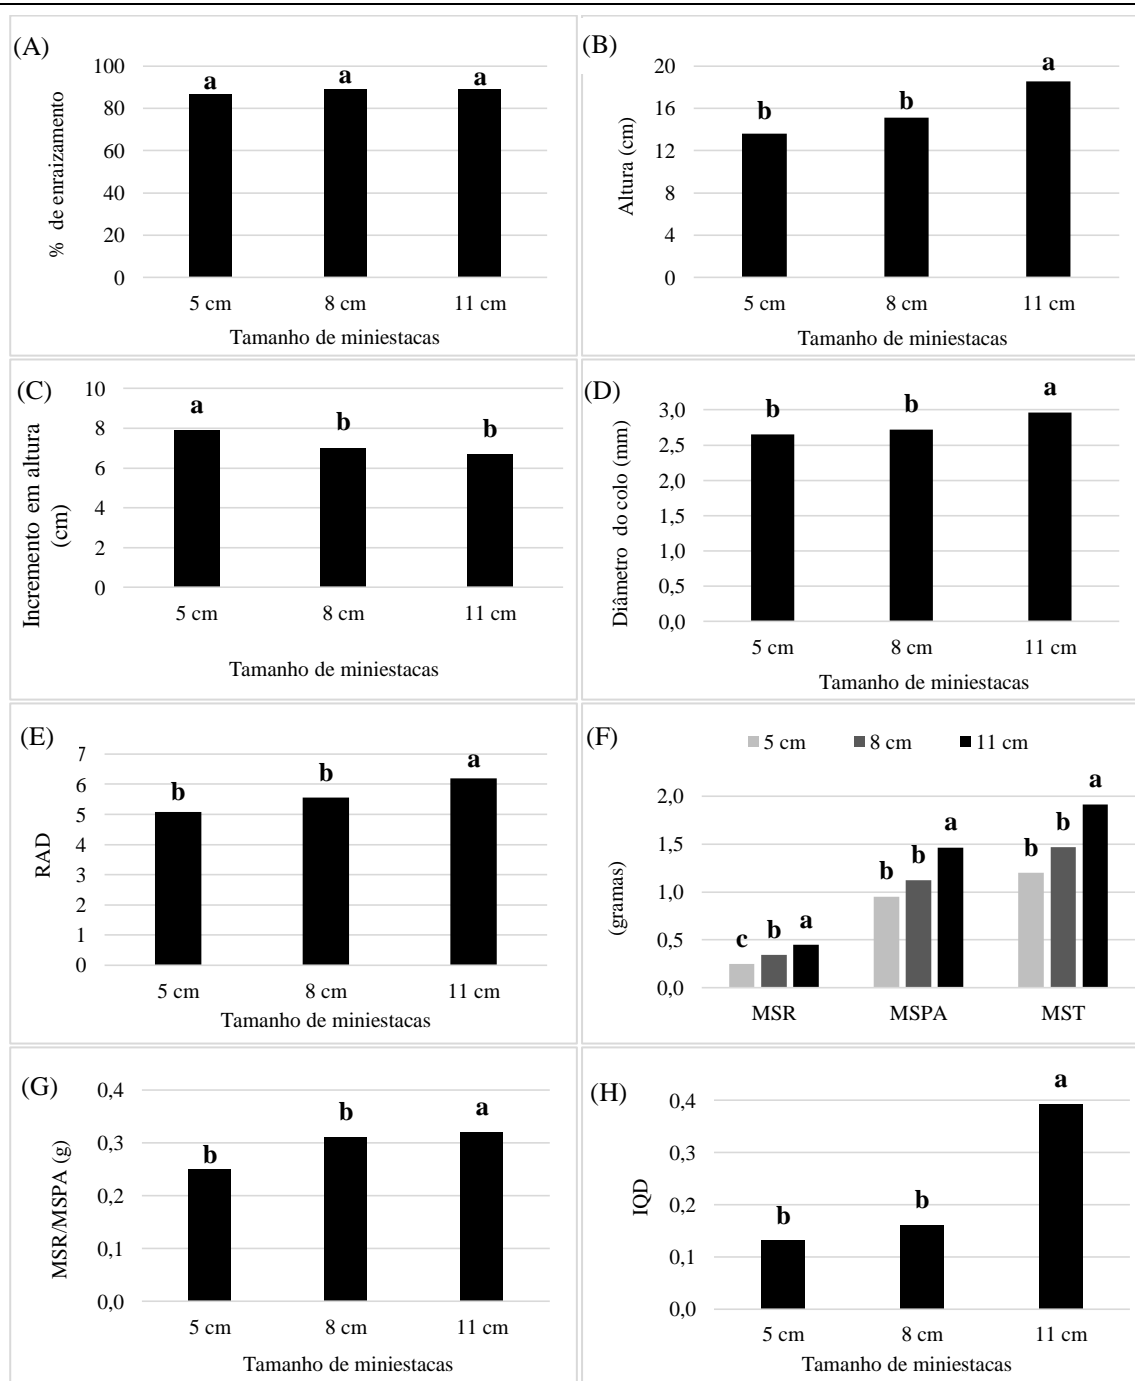 (A)
% de enraizamento
100
80
60
40
20
0
a
a
a
5 cm
8 cm
11 cm
Tamanho de miniestacas
(B)
Altura (cm)
20
16
12
8
4
0
b
b
a
5 cm
8 cm
11 cm
Tamanho de miniestacas
(C)
Incremento em altura
(cm)
10
8
6
4
2
0
a
b
b
5 cm
8 cm
11 cm
Tamanho de miniestacas
(D)
Diâmetro do colo (mm)
3,0
2,5
2,0
1,5
1,0
0,5
0,0
b
b
a
5 cm
8 cm
11 cm
Tamanho de miniestacas
(E)
RAD
7
6
5
4
3
2
1
0
b
b
a
5 cm
8 cm
11 cm
Tamanho de miniestacas
(F)
5 cm
8 cm
11 cm
(gramas)
2,0
1,5
1,0
0,5
0,0
c
b
a
b
b
a
b
b
a
MSR
MSPA
MST
(G)
MSR/MSPA (g)
0,4
0,3
0,2
0,1
0,0
b
b
a
5 cm
8 cm
11 cm
Tamanho de miniestacas
(H)
IQD
0,4
0,3
0,2
0,1
0,0
b
b
a
5 cm
8 cm
11 cm
Tamanho de miniestacas